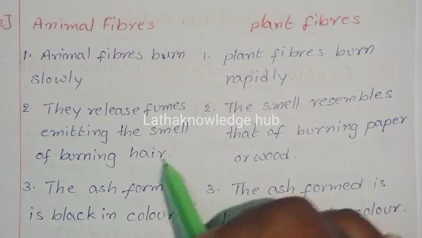 Animal Fibres
plant fibres
1. Animal fibres burn
slowly
1. plant fibres burn
rapidly.
2. They release fumes
emitting the smell
of burning hair.
2. The smell resembles
that of burning paper
or wood.
Lathaknowledge hub
3. The ash form
is black in colour
3. The ash formed is
colour.